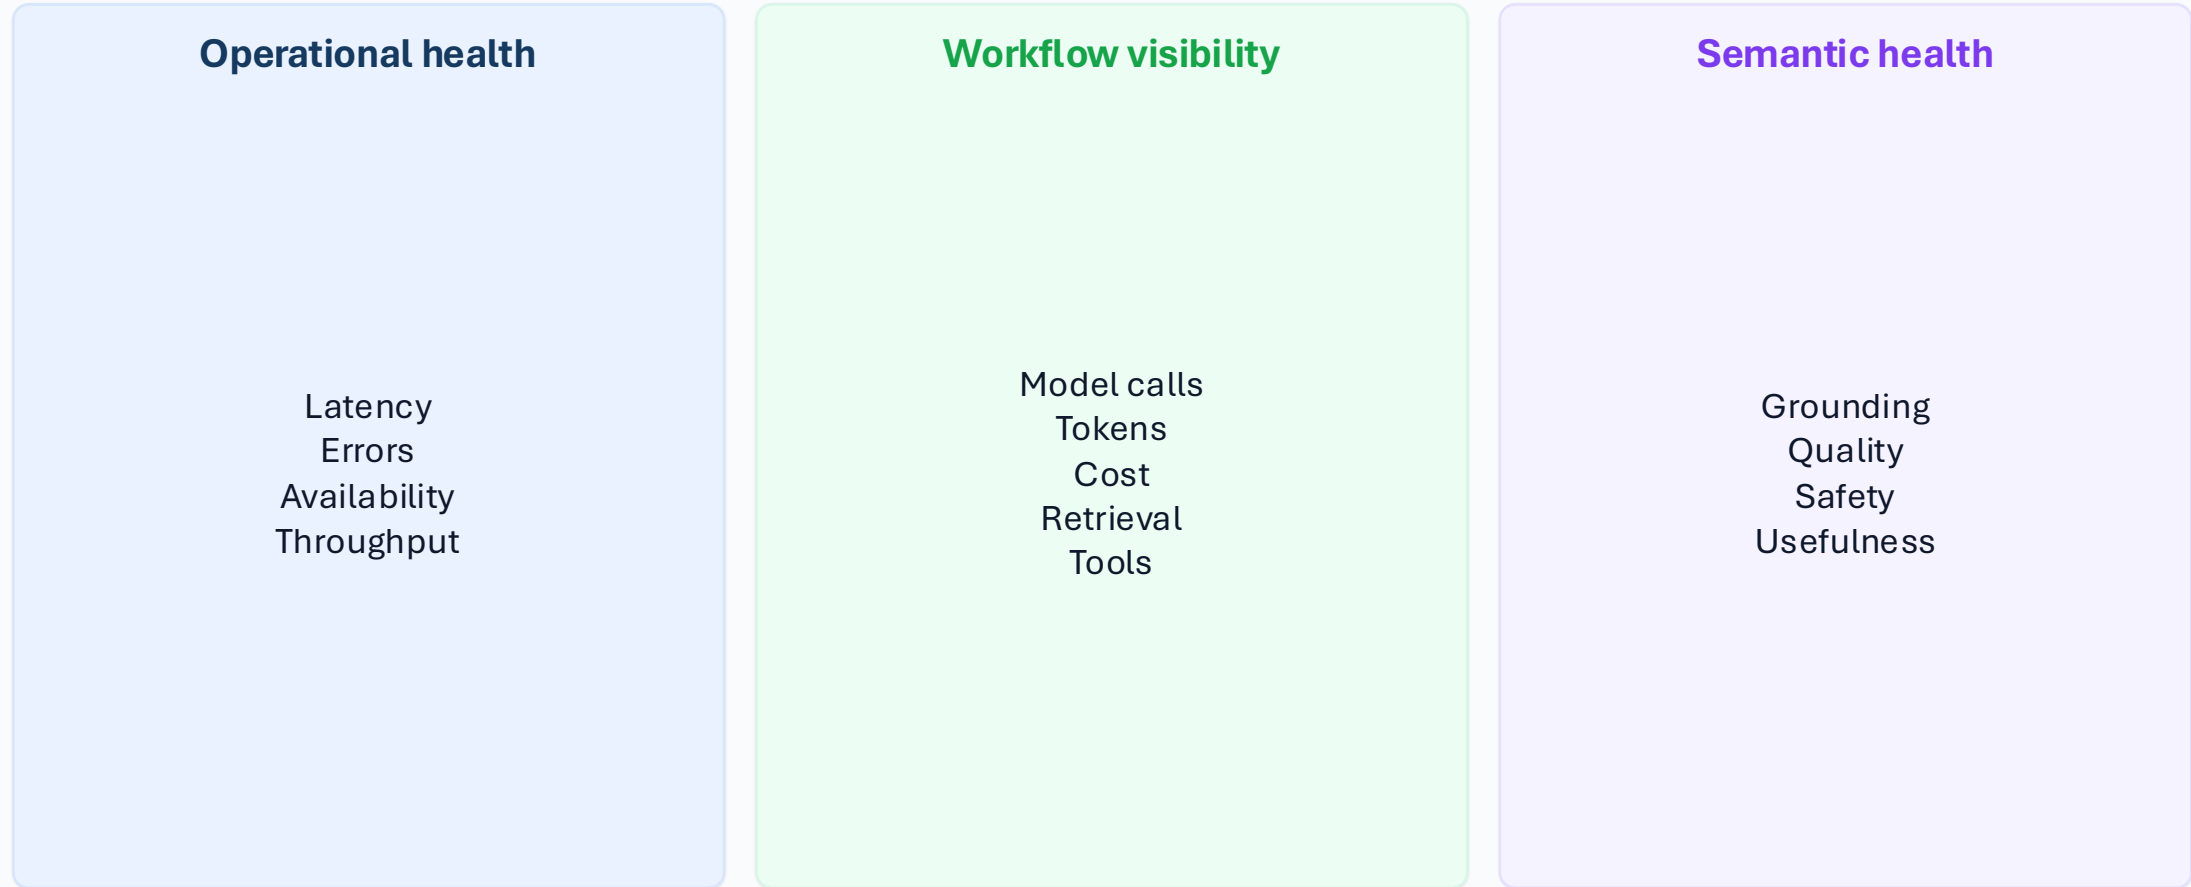 Operational health
Latency
Errors
Availability
Throughput
Workflow visibility
Model calls
Tokens
Cost
Retrieval
Tools
Semantic health
Grounding
Quality
Safety
Usefulness